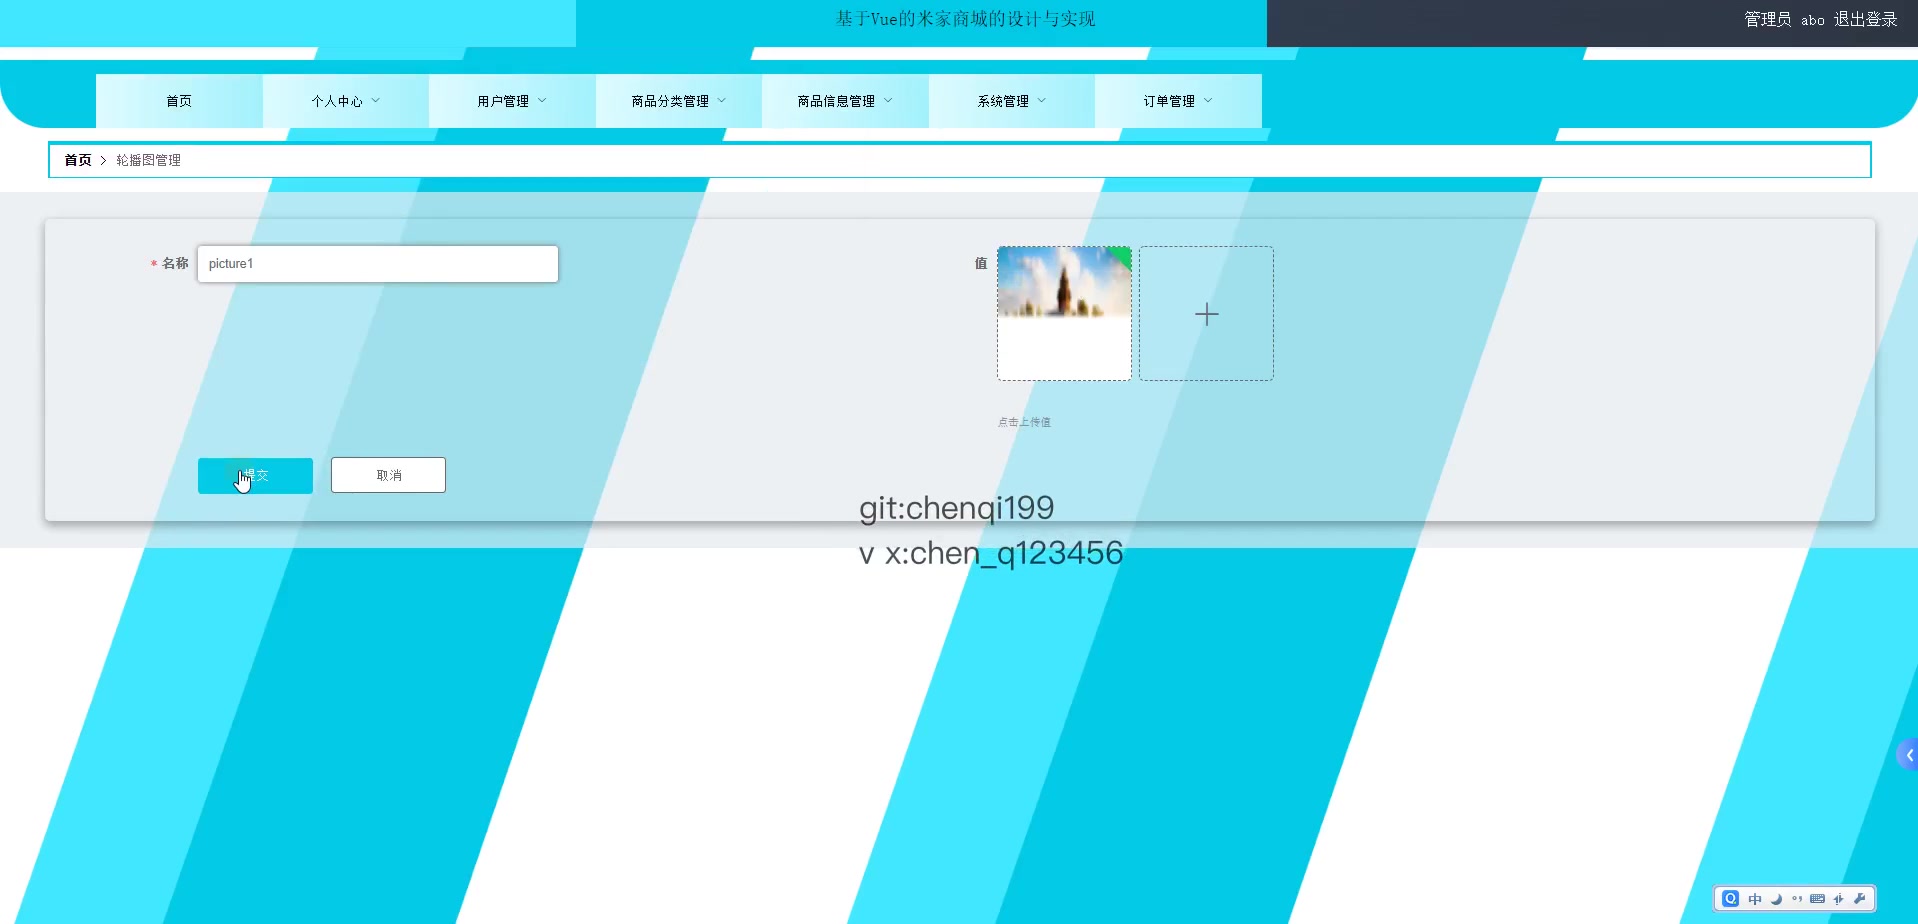 基于Vue的米家商城的设计与实现
管理员 abo 退出登录
首页
个人中心
用户管理
商品分类管理
商品信息管理
系统管理
订单管理
首页 > 轮播图管理
* 名称
picture1
值
点击上传值
提交
取消
git:chenqi199
v x:chen_q123456
中